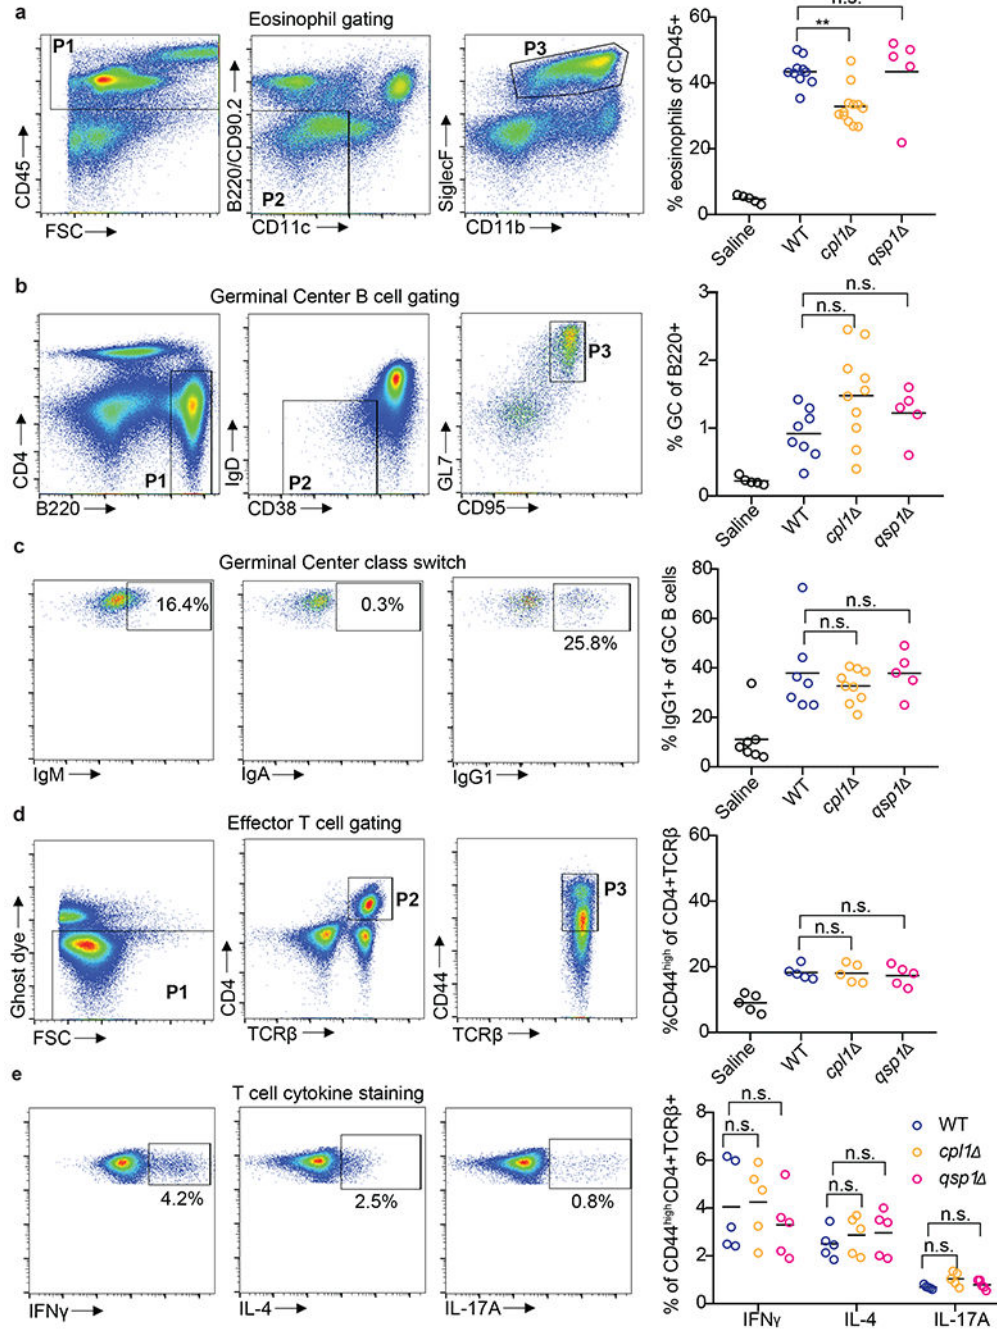 a
Eosinophil gating
P1
CD45
FSC
B220/CD90.2
P2
CD11c
SiglecF
P3
CD11b
% eosinophils of CD45+
60
40
20
0
n.s.
**
Saline
WT
cpl1Δ
qsp1Δ
b
Germinal Center B cell gating
CD4
P1
B220
IgD
P2
CD38
GL7
P3
CD95
% GC of B220+
3
2
1
0
n.s.
n.s.
Saline
WT
cpl1Δ
qsp1Δ
c
Germinal Center class switch
16.4%
IgM
0.3%
IgA
25.8%
IgG1
% IgG1+ of GC B cells
80
60
40
20
0
n.s.
n.s.
Saline
WT
cpl1Δ
qsp1Δ
d
Effector T cell gating
Ghost dye
P1
FSC
CD4
P2
TCRβ
CD44
P3
TCRβ
%CD44high of CD4+TCRβ
60
40
20
0
n.s.
n.s.
Saline
WT
cpl1Δ
qsp1Δ
e
T cell cytokine staining
4.2%
IFNγ
2.5%
IL-4
0.8%
IL-17A
% of CD44highCD4+TCRβ+
8
6
4
2
0
n.s.
n.s.
n.s.
n.s.
n.s.
n.s.
WT
cpl1Δ
qsp1Δ
IFNγ
IL-4
IL-17A